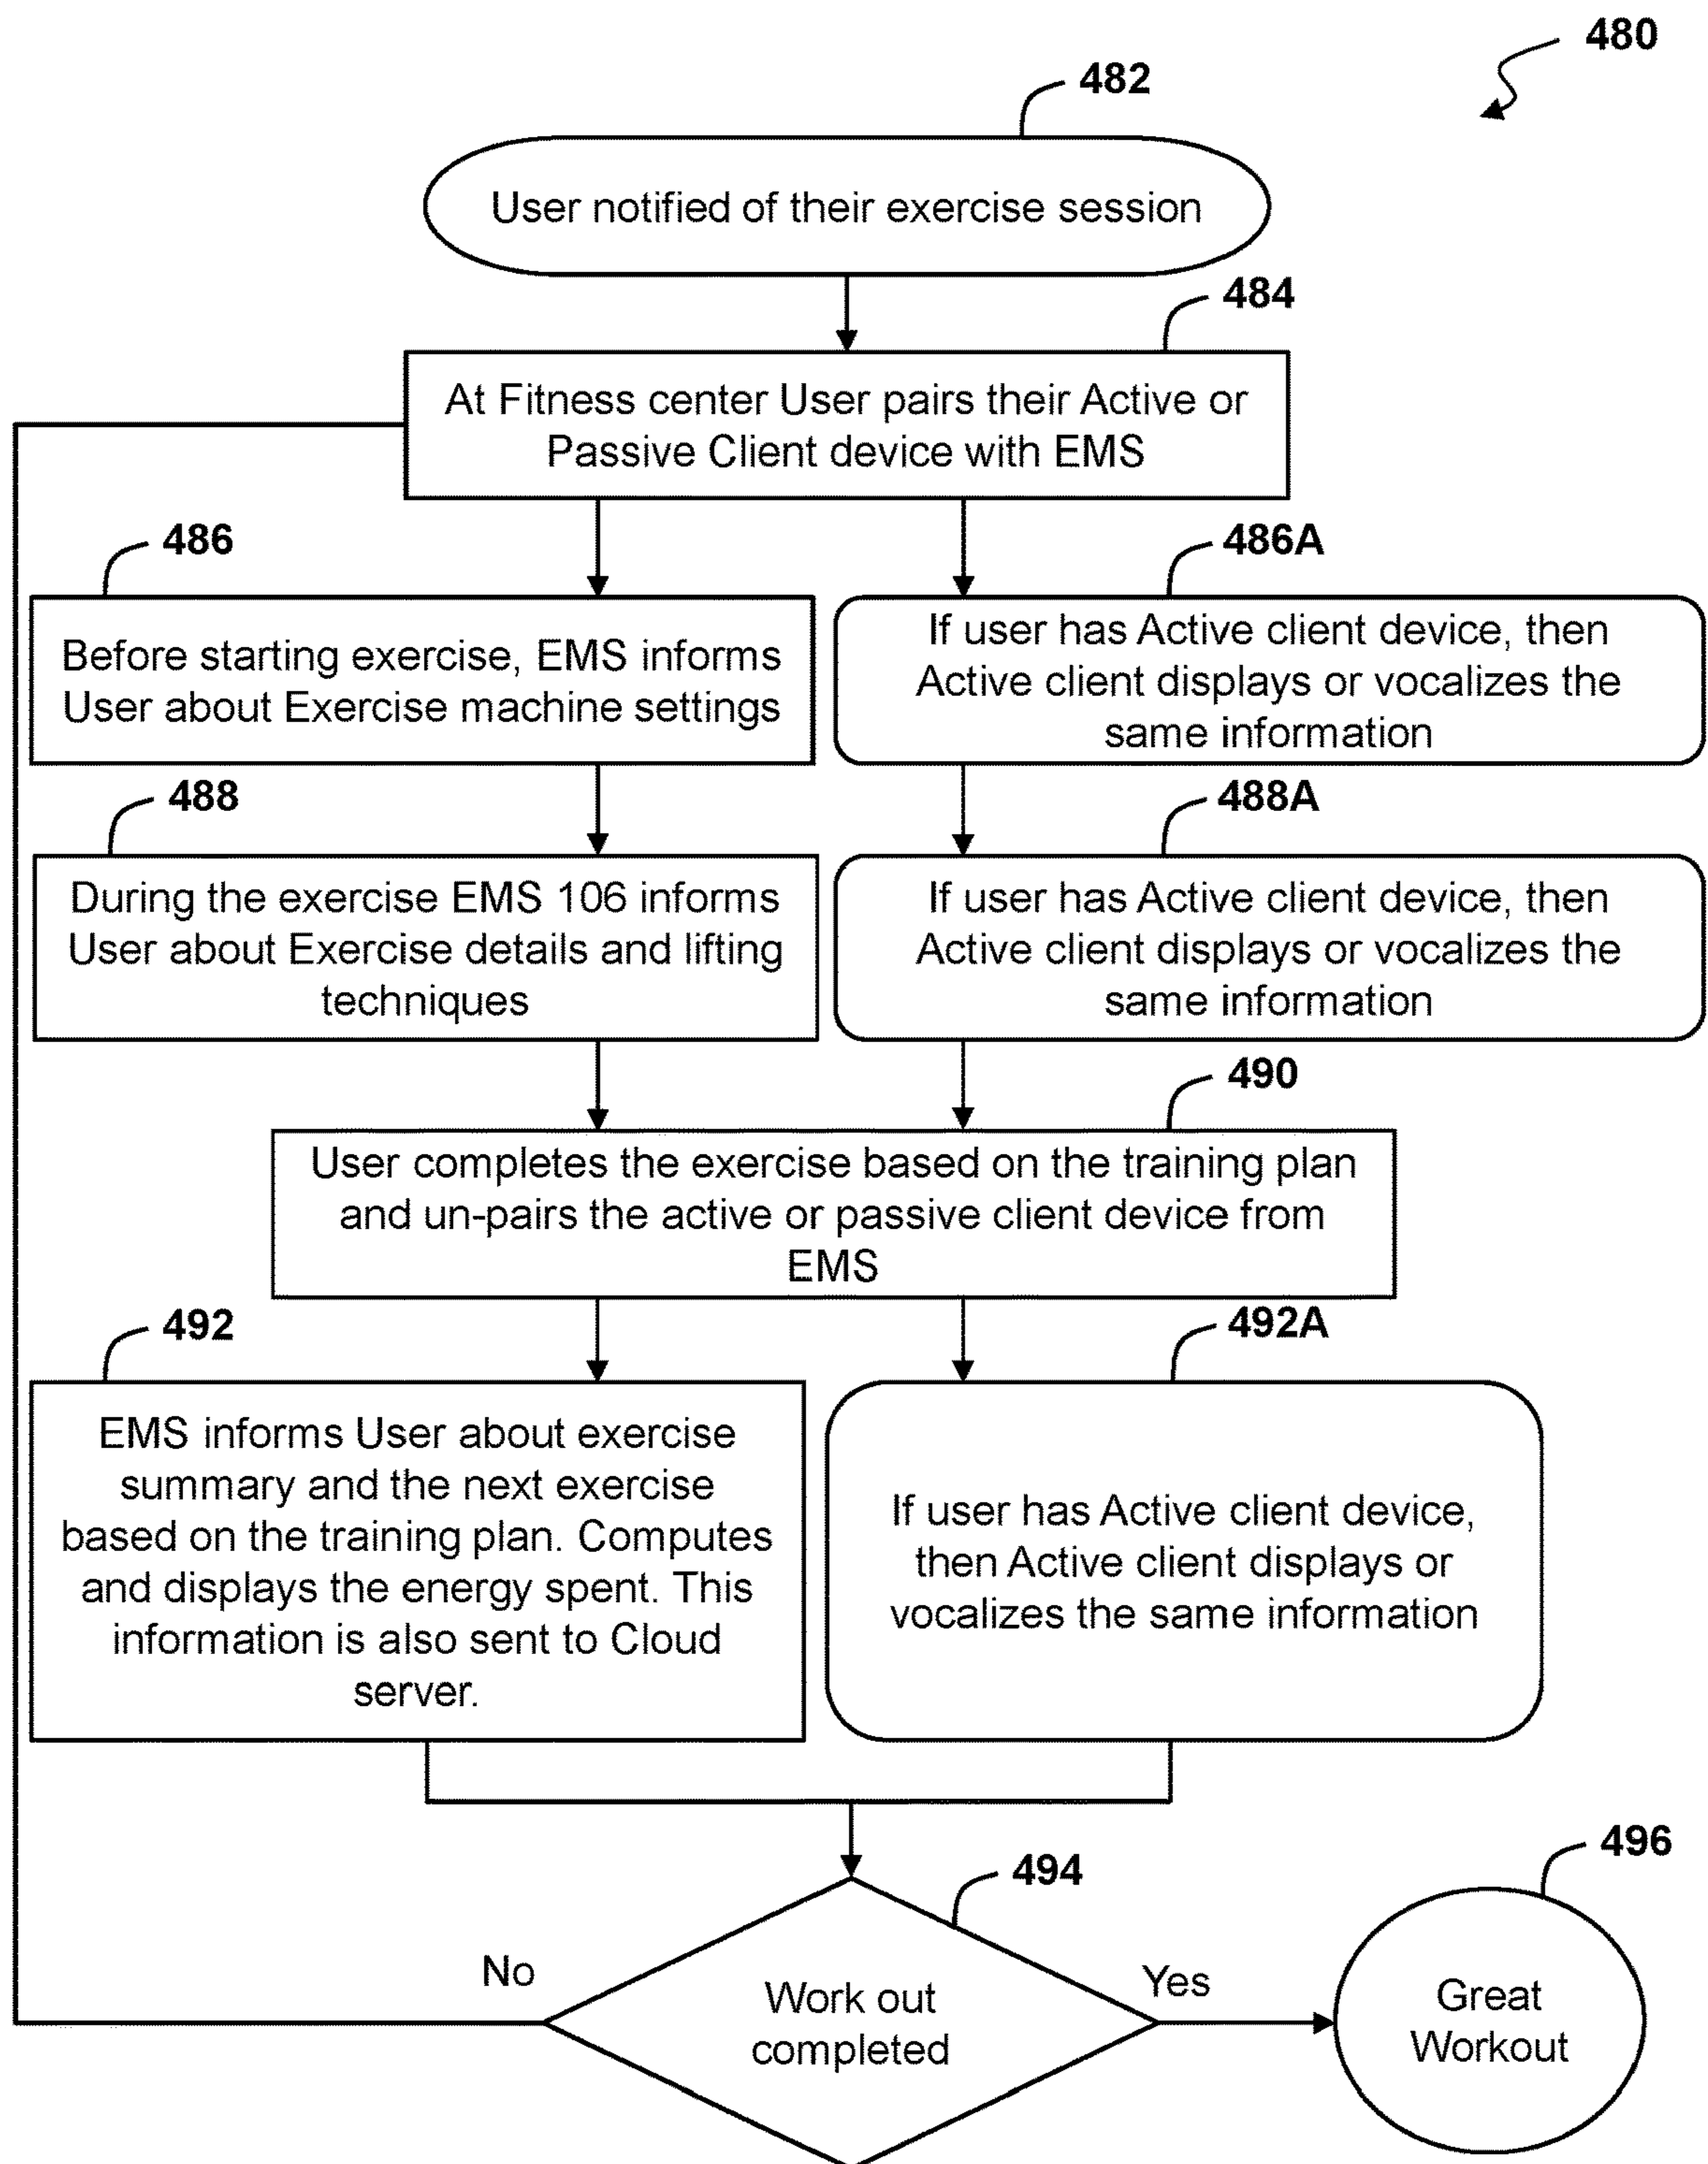 480
482
User notified of their exercise session
484
At Fitness center User pairs their Active or
Passive Client device with EMS
486
Before starting exercise, EMS informs
User about Exercise machine settings
486A
If user has Active client device, then
Active client displays or vocalizes the
same information
488
During the exercise EMS 106 informs
User about Exercise details and lifting
techniques
488A
If user has Active client device, then
Active client displays or vocalizes the
same information
490
User completes the exercise based on the training plan
and un-pairs the active or passive client device from
EMS
492
EMS informs User about exercise
summary and the next exercise
based on the training plan. Computes
and displays the energy spent. This
information is also sent to Cloud
server.
492A
If user has Active client device,
then Active client displays or
vocalizes the same information
494
Work out
completed
No
Yes
496
Great
Workout